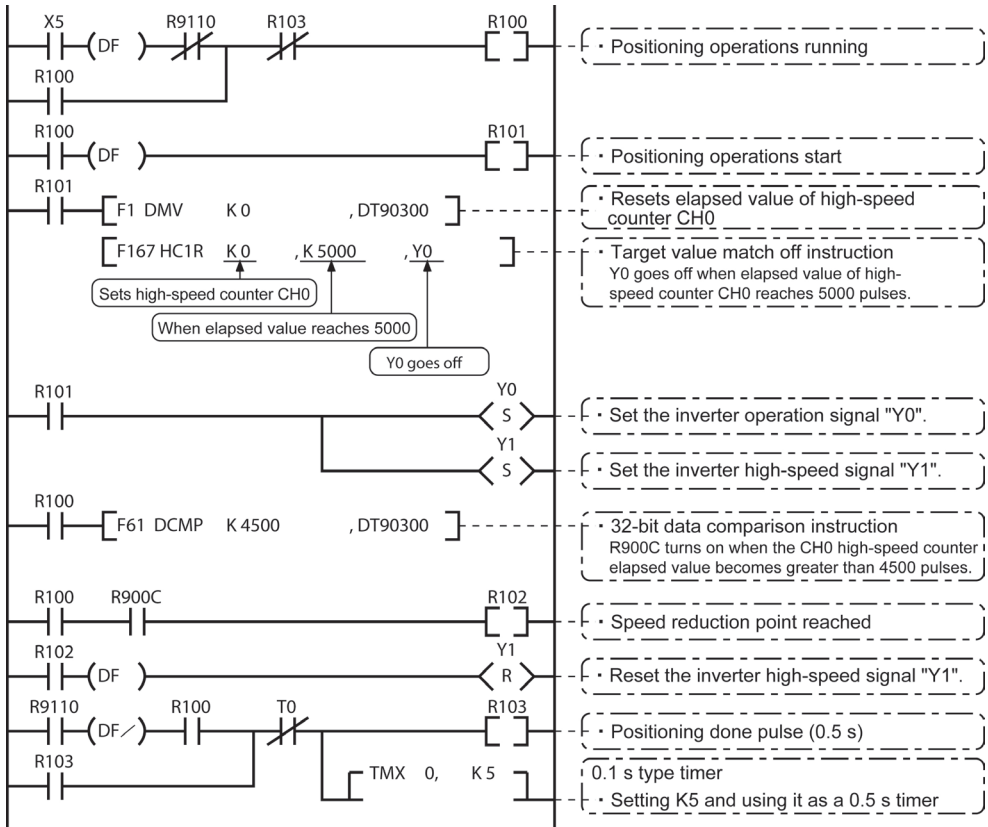 X5 R9110 R103 R100
(DF )
· Positioning operations running
R100
R100 R101
(DF )
· Positioning operations start
R101
F1 DMV K 0 , DT90300
· Resets elapsed value of high-speed
counter CH0
F167 HC1R K 0 , K 5000 , Y0
· Target value match off instruction
Y0 goes off when elapsed value of high-
speed counter CH0 reaches 5000 pulses.
Sets high-speed counter CH0
When elapsed value reaches 5000
Y0 goes off
R101 Y0
S
· Set the inverter operation signal "Y0".
Y1
S
· Set the inverter high-speed signal "Y1".
R100
F61 DCMP K 4500 , DT90300
· 32-bit data comparison instruction
R900C turns on when the CH0 high-speed counter
elapsed value becomes greater than 4500 pulses.
R100 R900C R102
· Speed reduction point reached
R102 Y1
(DF ) R
· Reset the inverter high-speed signal "Y1".
R9110 R100 T0 R103
(DF/)
· Positioning done pulse (0.5 s)
R103
TMX 0, K 5
0.1 s type timer
· Setting K5 and using it as a 0.5 s timer